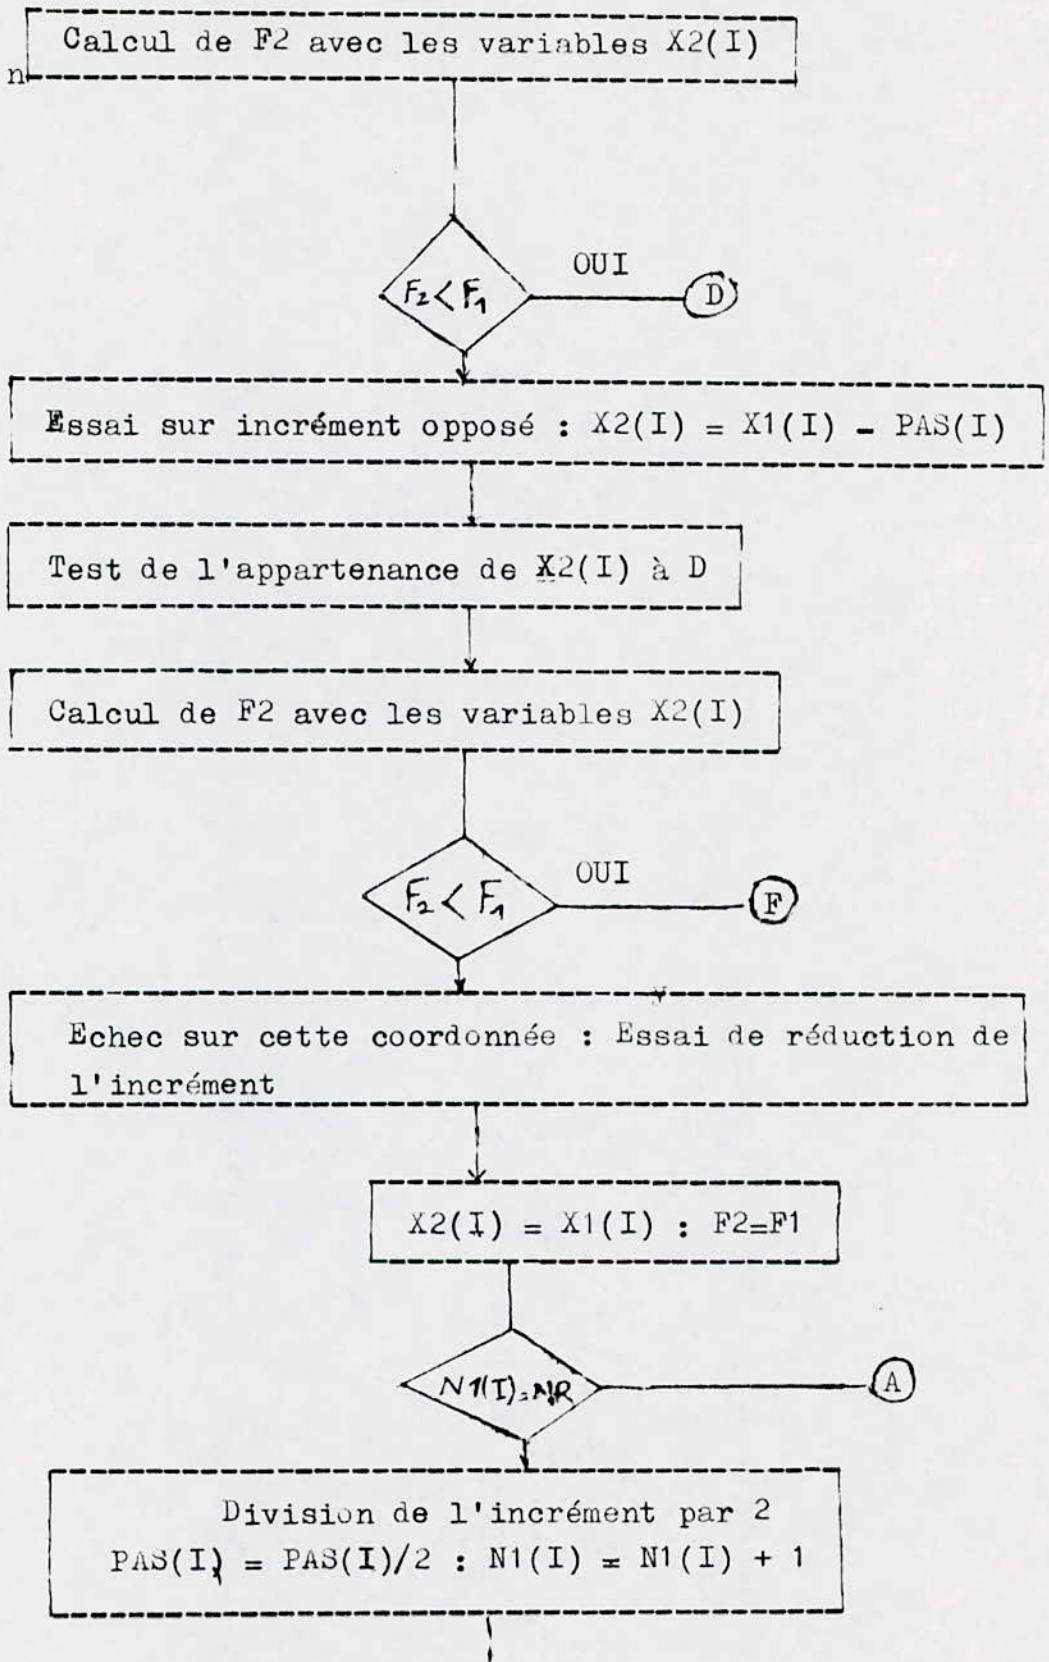 Calcul de F2 avec les variables X2(I)
n
F2 < F1
OUI
D
Essai sur incrément opposé : X2(I) = X1(I) - PAS(I)
Test de l'appartenance de X2(I) à D
Calcul de F2 avec les variables X2(I)
F2 < F1
OUI
F
Echec sur cette coordonnée : Essai de réduction de
l'incrément
X2(I) = X1(I) : F2=F1
N1(I)=NR
A
Division de l'incrément par 2
PAS(I) = PAS(I)/2 : N1(I) = N1(I) + 1